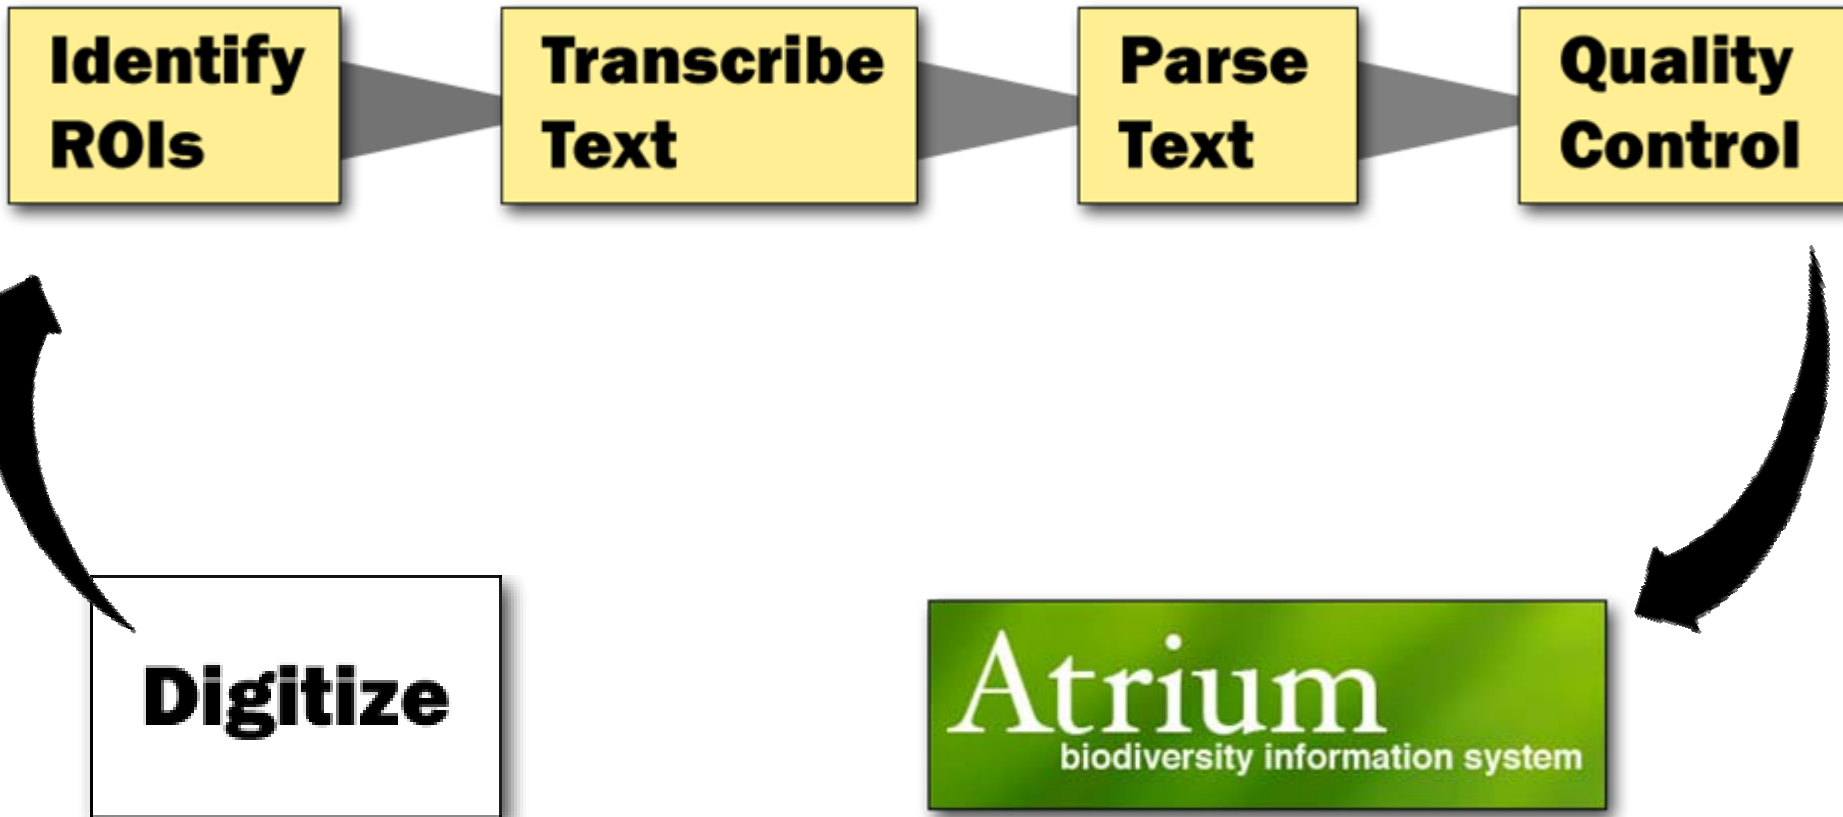 Identify
ROIs
Transcribe
Text
Parse
Text
Quality
Control
Digitize
Atrium
biodiversity information system